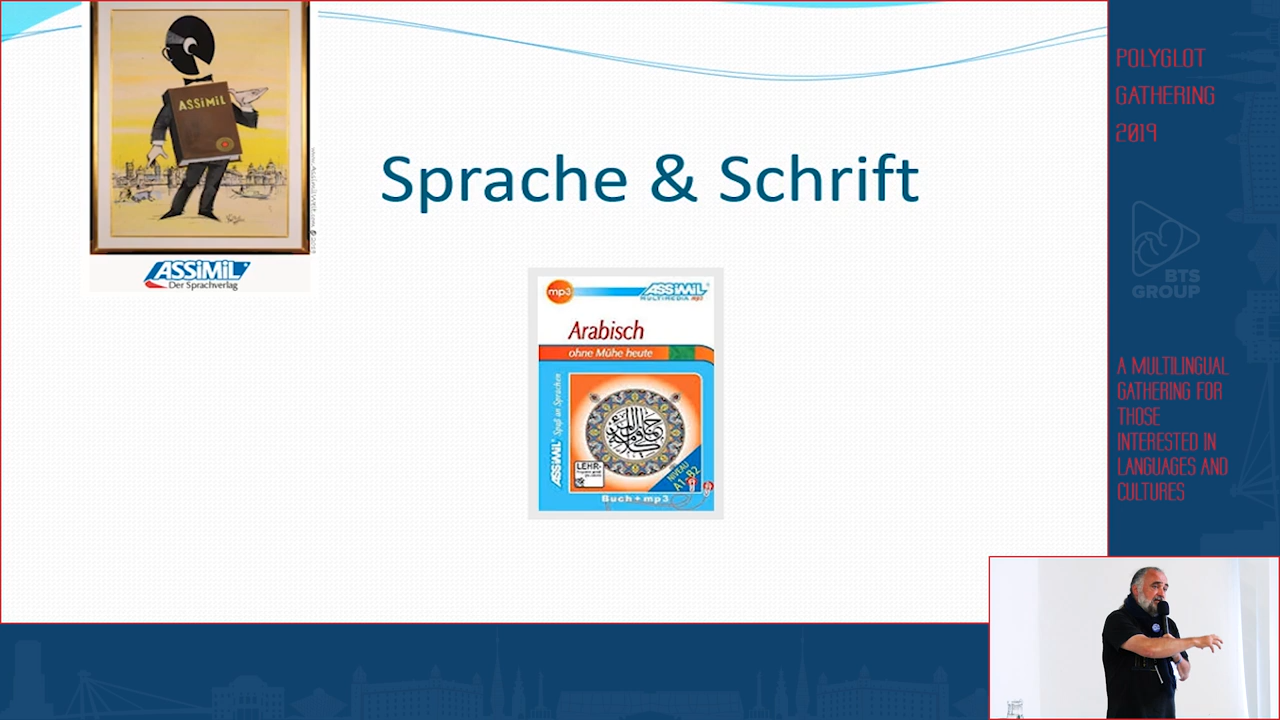 ASSiMiL
ASSiMiL
Der Sprachverlag
Sprache & Schrift
mp3
ASSiMiL
MULTIMEDIA mp3
Arabisch
ohne Mühe heute
ASSiMiL Spaß an Sprachen
LEHR-
NIVEAU
A1-B2
Buch + mp3
POLYGLOT
GATHERING
2019
BTS
GROUP
A MULTILINGUAL
GATHERING FOR
THOSE
INTERESTED IN
LANGUAGES AND
CULTURES